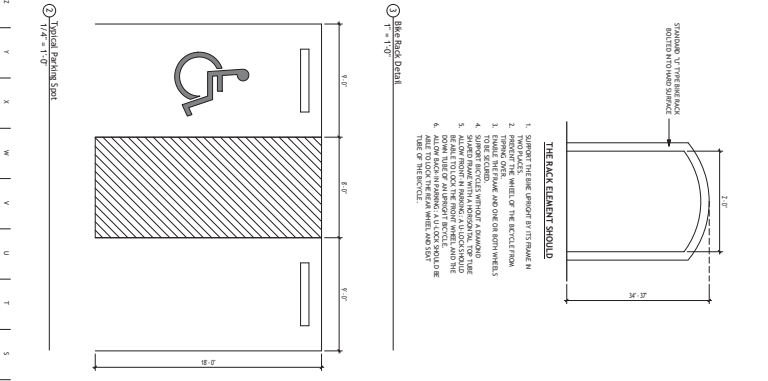 STANDARD 'U' TYPE BIKE RACK
BOLTED INTO HARD SURFACE
2'-0"
34" - 37"
THE RACK ELEMENT SHOULD
1. SUPPORT THE BIKE UPRIGHT BY ITS FRAME IN
TWO PLACES.
2. PREVENT THE WHEEL OF THE BICYCLE FROM
TIPPING OVER.
3. ENABLE THE FRAME AND ONE OR BOTH WHEELS
TO BE SECURED.
4. SUPPORT BICYCLES WITHOUT A DIAMOND
SHAPED FRAME WITH A HORISONTAL TOP TUBE
5. ALLOW FRONT-IN PARKING: A U-LOCK SHOULD
BE ABLE TO LOCK THE FRONT WHEEL AND THE
DOWN TUBE OF AN UPRIGHT BICYCLE.
6. ALLOW BACK-IN PARKING: A U-LOCK SHOULD BE
ABLE TO LOCK THE REAR WHEEL AND SEAT
TUBE OF THE BICYCLE.
3 Bike Rack Detail
1" = 1'-0"
9'-0"
8'-0"
9'-0"
18'-0"
2 Typical Parking Spot
1/4" = 1'-0"
Z Y X W V U T S